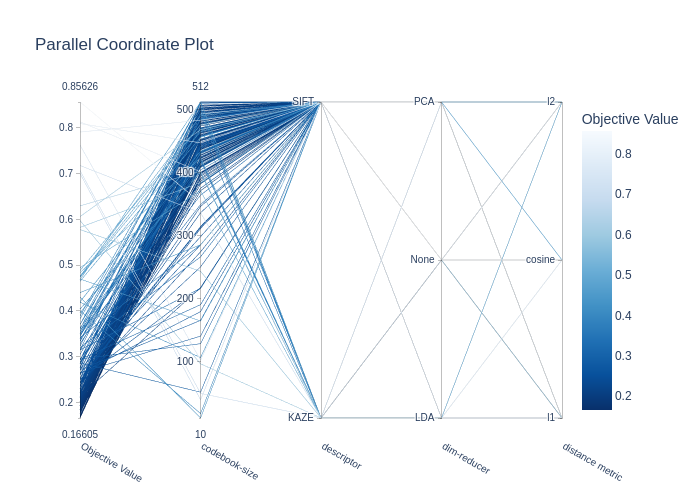 Parallel Coordinate Plot
0.85626
512
Objective Value
0.8
0.7
0.6
0.5
0.4
0.3
0.2
500
400
300
200
100
SIFT
KAZE
PCA
None
LDA
l2
cosine
l1
0.8
0.7
0.6
0.5
0.4
0.3
0.2
0.16605
10
Objective Value
codebook-size
descriptor
dim-reducer
distance metric